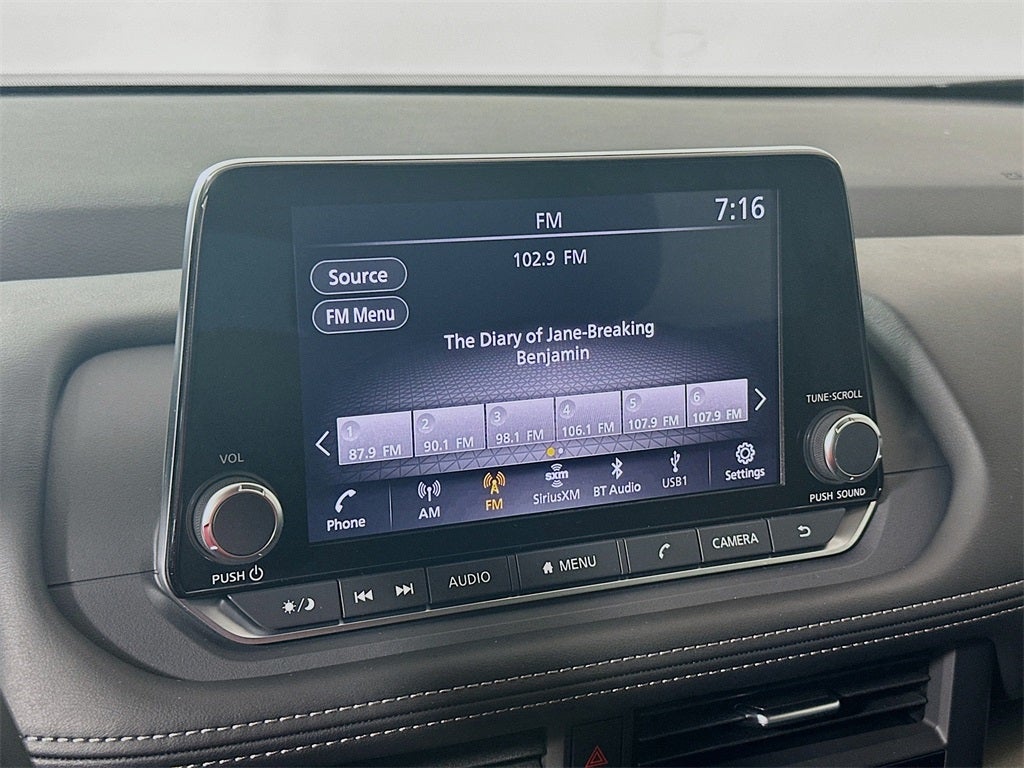 FM
7:16
102.9 FM
Source
FM Menu
The Diary of Jane-Breaking
Benjamin
1
87.9 FM
2
90.1 FM
3
98.1 FM
4
106.1 FM
5
107.9 FM
6
107.9 FM
Phone
AM
FM
sxm
SiriusXM
BT Audio
USB1
Settings
VOL
PUSH
TUNE·SCROLL
PUSH SOUND
AUDIO
MENU
CAMERA